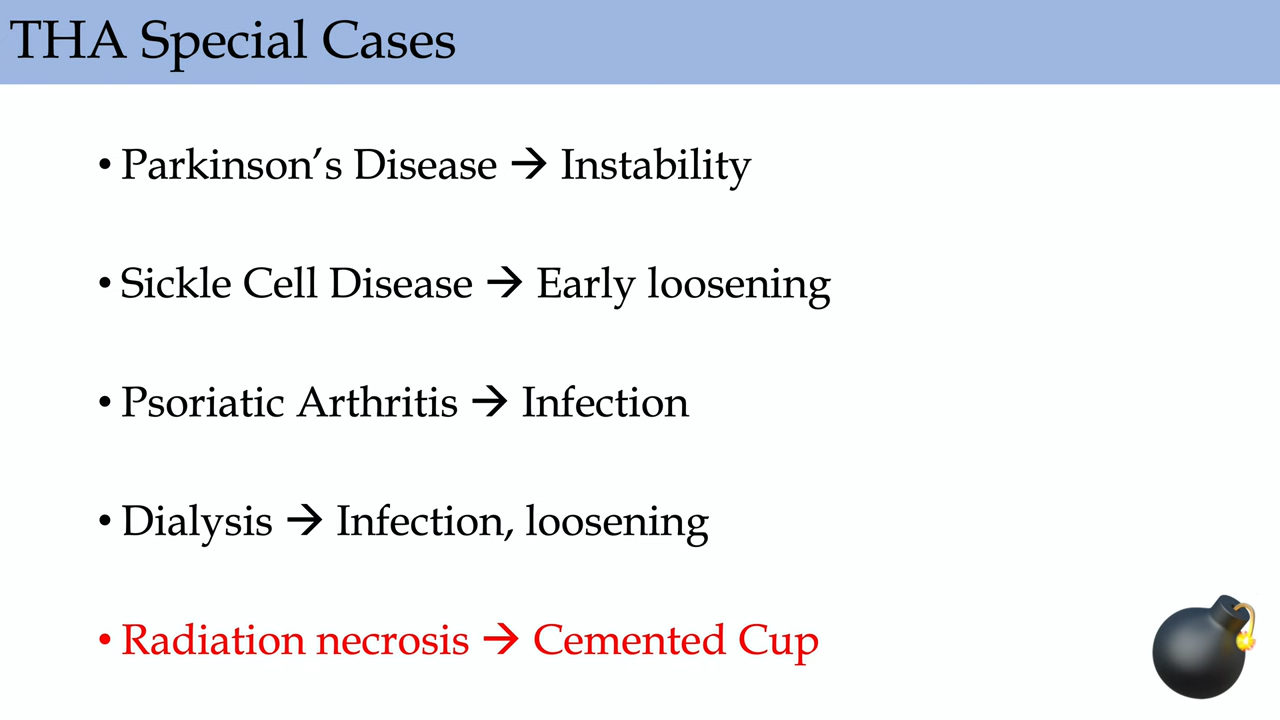 THA Special Cases
• Parkinson’s Disease → Instability
• Sickle Cell Disease → Early loosening
• Psoriatic Arthritis → Infection
• Dialysis → Infection, loosening
• Radiation necrosis → Cemented Cup